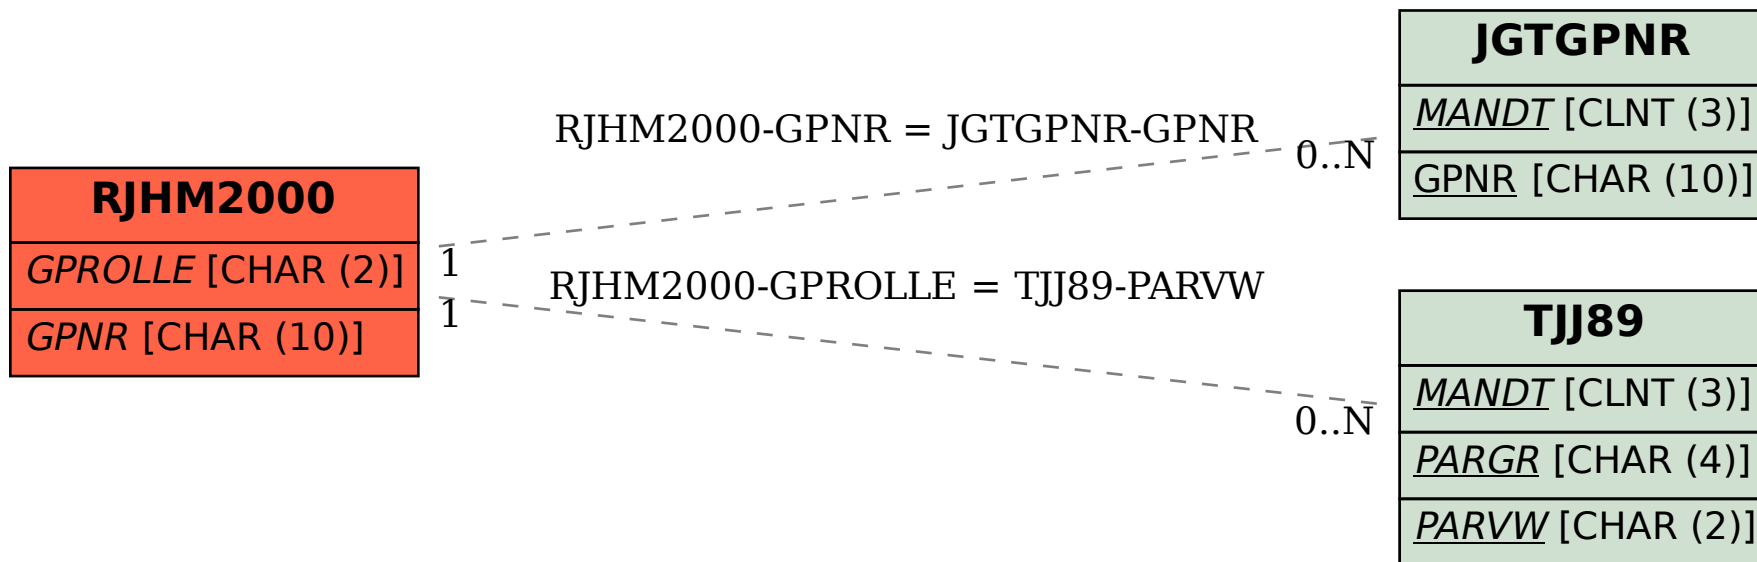 JGTGPNR
MANDT [CLNT (3)]
GPNR [CHAR (10)]
RJHM2000-GPNR = JGTGPNR-GPNR
0..N
RJHM2000
GPROLLE [CHAR (2)]
GPNR [CHAR (10)]
1
1
RJHM2000-GPROLLE = TJJ89-PARVW
0..N
TJJ89
MANDT [CLNT (3)]
PARGR [CHAR (4)]
PARVW [CHAR (2)]